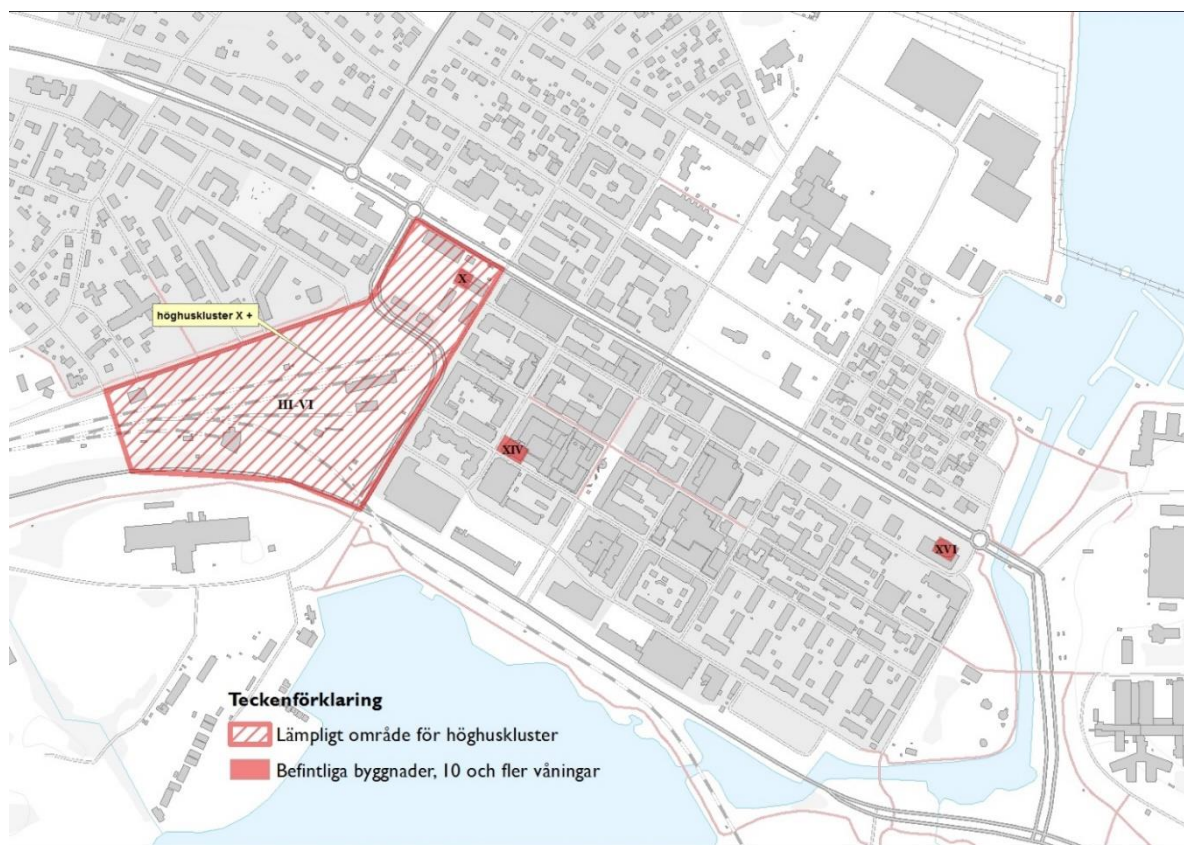 X
höghuskluster X +
III-VI
XIV
XVI
Teckenförklaring
Lämpligt område för höghuskluster
Befintliga byggnader, 10 och fler våningar